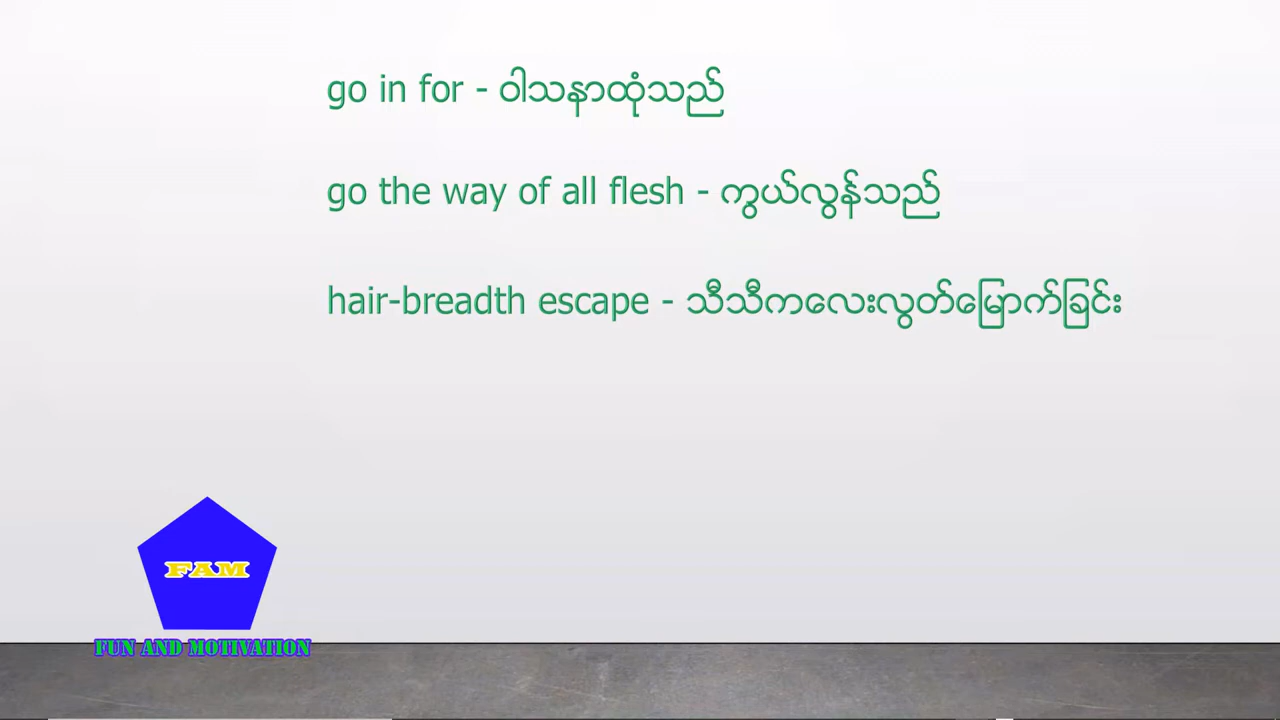 go in for - ဝါသနာထုံသည်
go the way of all flesh - ကွယ်လွန်သည်
hair-breadth escape - သီသီကလေးလွတ်မြောက်ခြင်း
FAM
FUN AND MOTIVATION